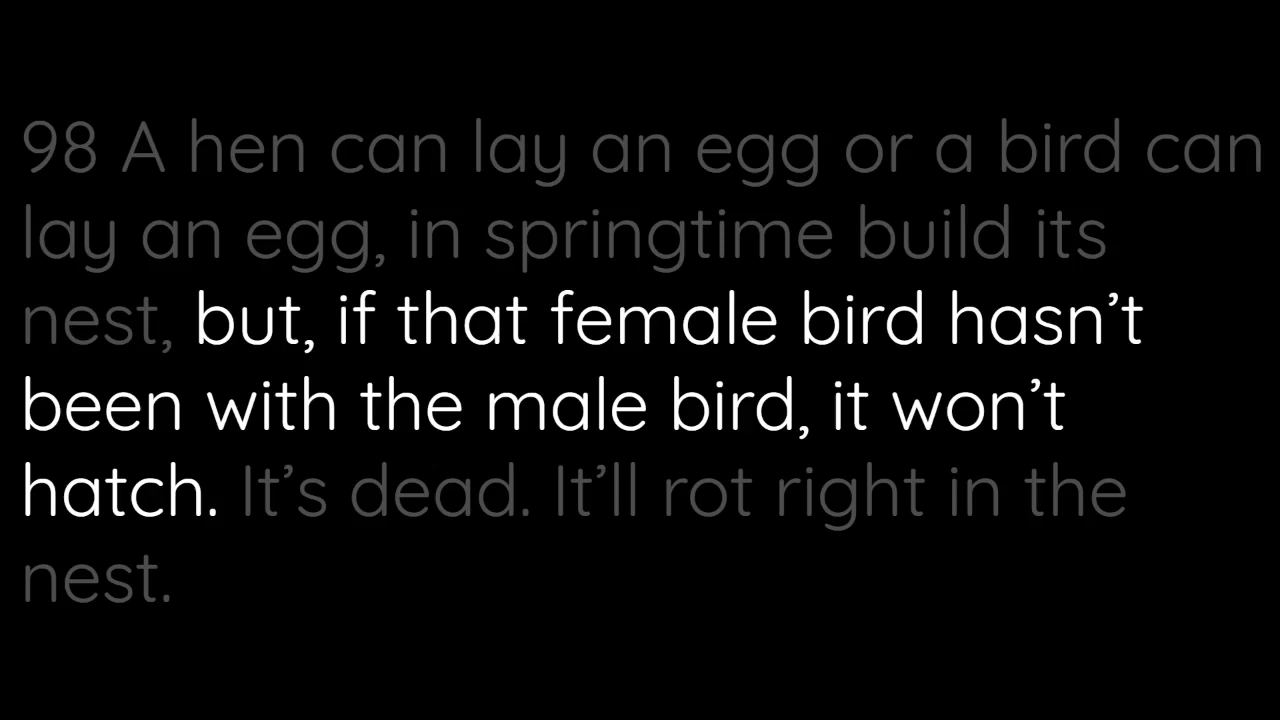 98 A hen can lay an egg or a bird can
lay an egg, in springtime build its
nest, but, if that female bird hasn’t
been with the male bird, it won’t
hatch. It’s dead. It’ll rot right in the
nest.